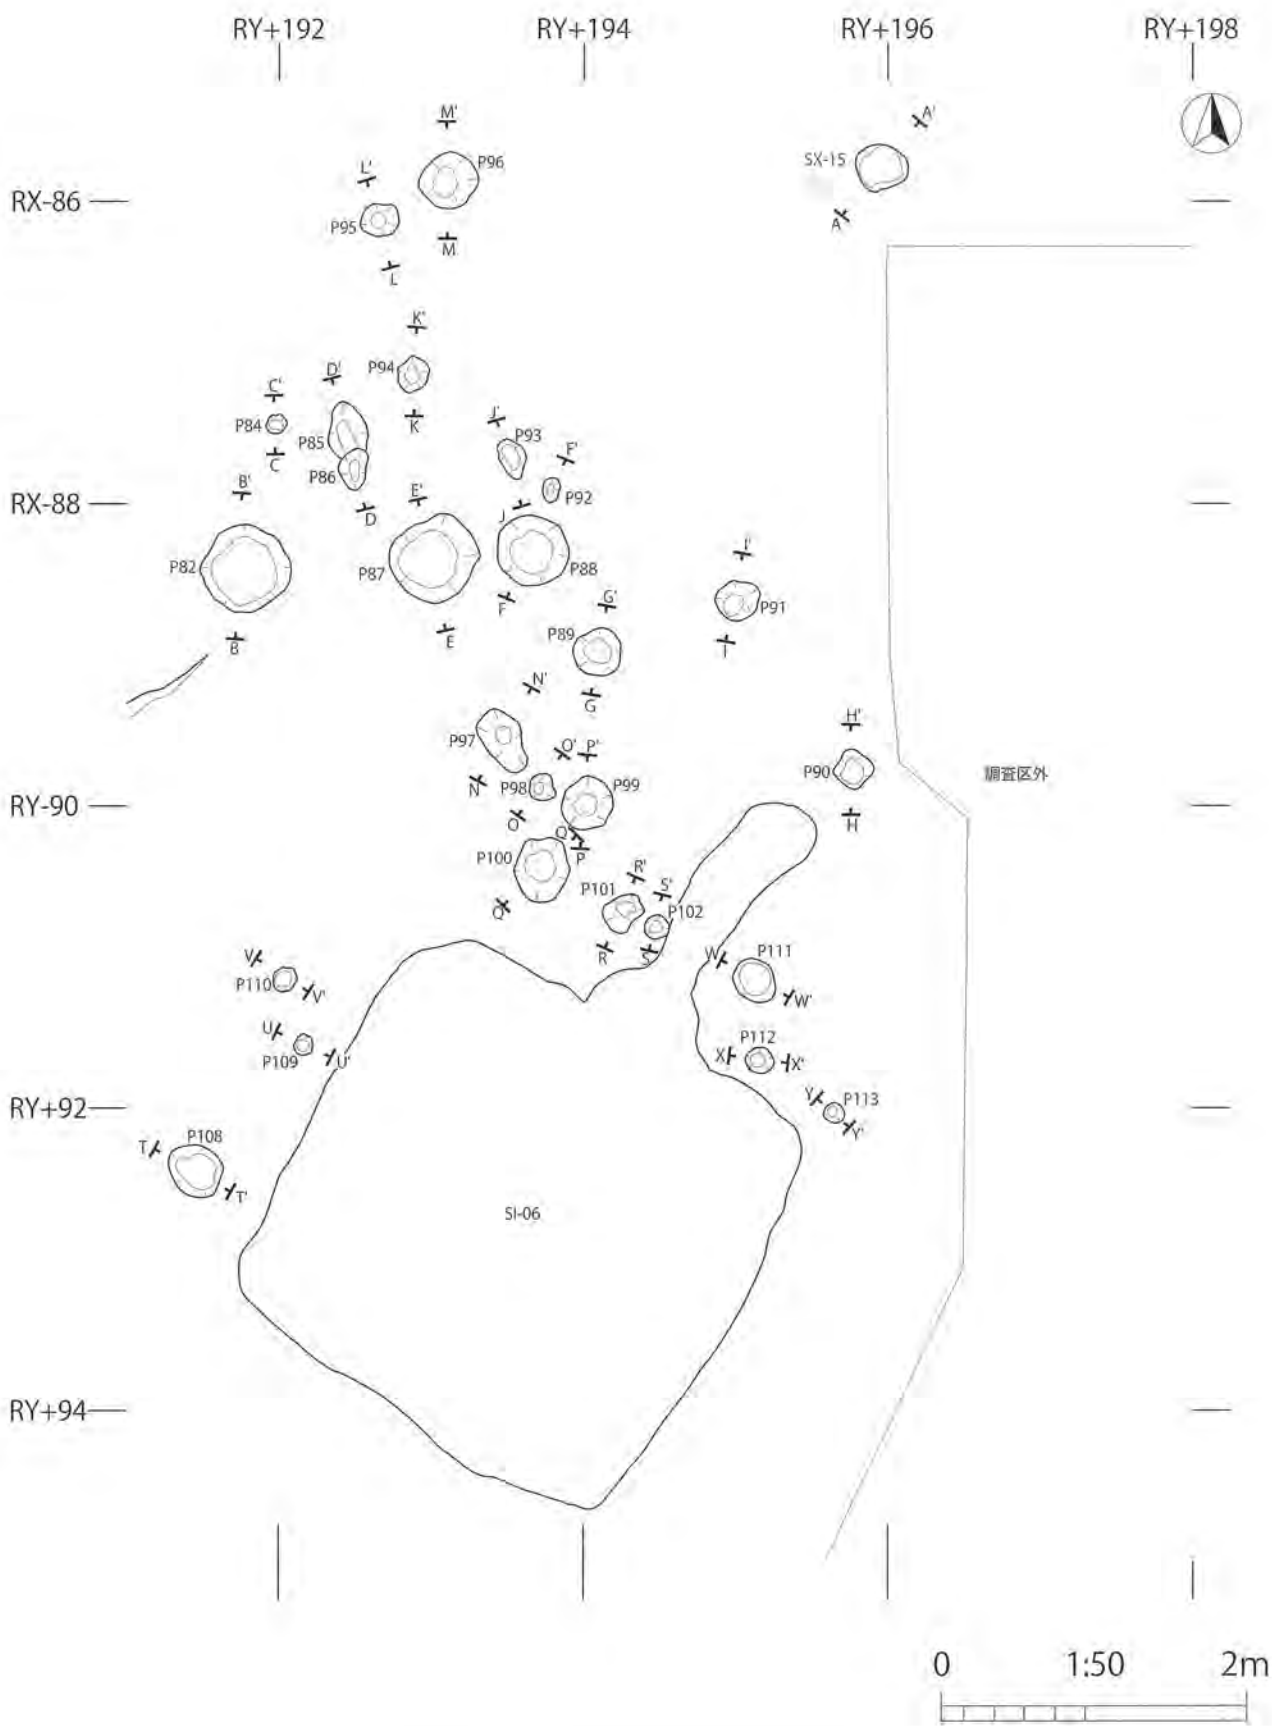 RY+192 RY+194 RY+196 RY+198
M'
A'
P96
SX-15
L'
RX-86
P95
A
M
L
K'
P94
D'
C'
P84
K
J'
P93
P85
F'
C
P86
B'
E'
P92
RX-88
D
J
I'
P82
P87
P88
F
G'
P91
B
E
P89
I
N'
G
H'
P97
O'
P'
P90
調査区外
N
P98
P99
RY-90
O
Q'
H
P100
P
R'
P101
S'
Q
P102
R
S
V
W
P111
P110
V'
W'
U
P112
P109
U'
X
X'
Y
P113
RY+92
Y'
P108
T
T'
SI-06
RY+94
0 1:50 2m